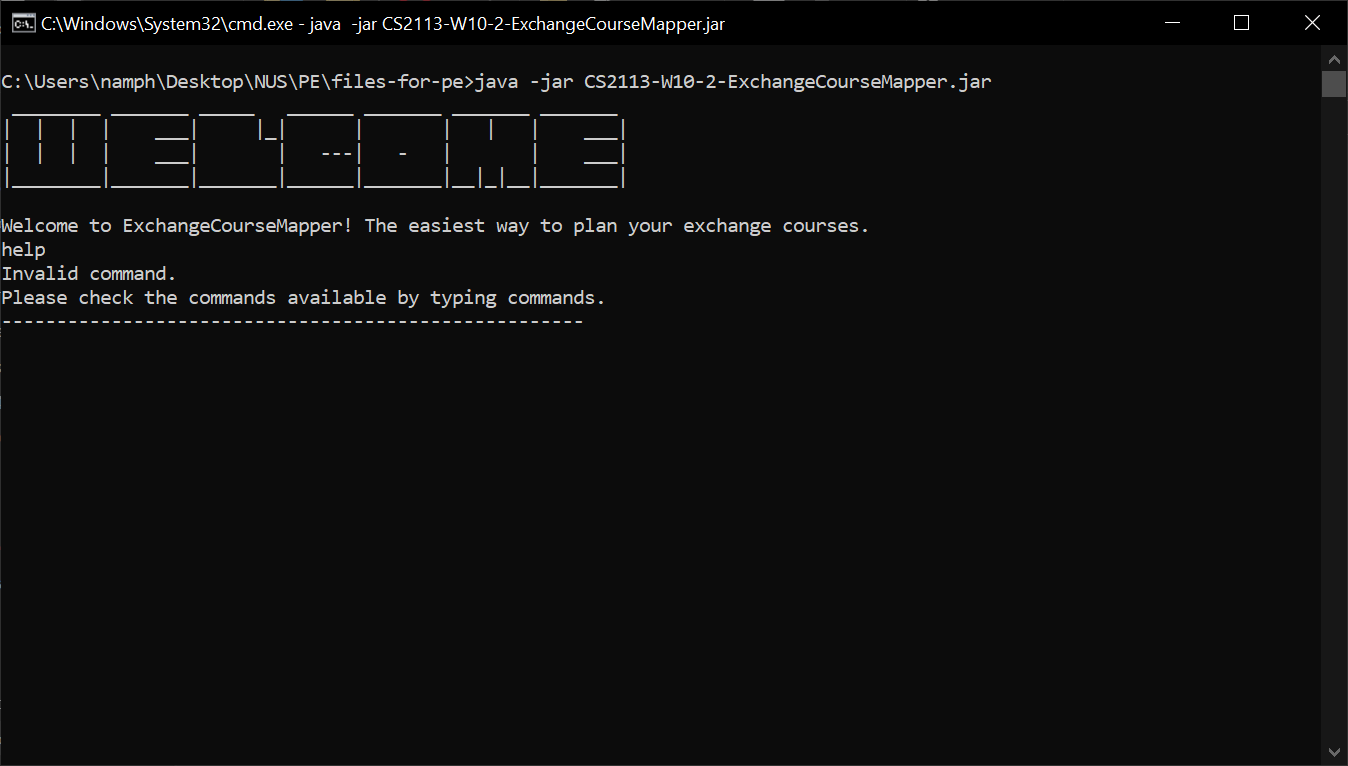 C:\Windows\System32\cmd.exe - java  -jar CS2113-W10-2-ExchangeCourseMapper.jar
C:\Users\namph\Desktop\NUS\PE\files-for-pe>java -jar CS2113-W10-2-ExchangeCourseMapper.jar
WELCOME
Welcome to ExchangeCourseMapper! The easiest way to plan your exchange courses.
help
Invalid command.
Please check the commands available by typing commands.
-----------------------------------------------------